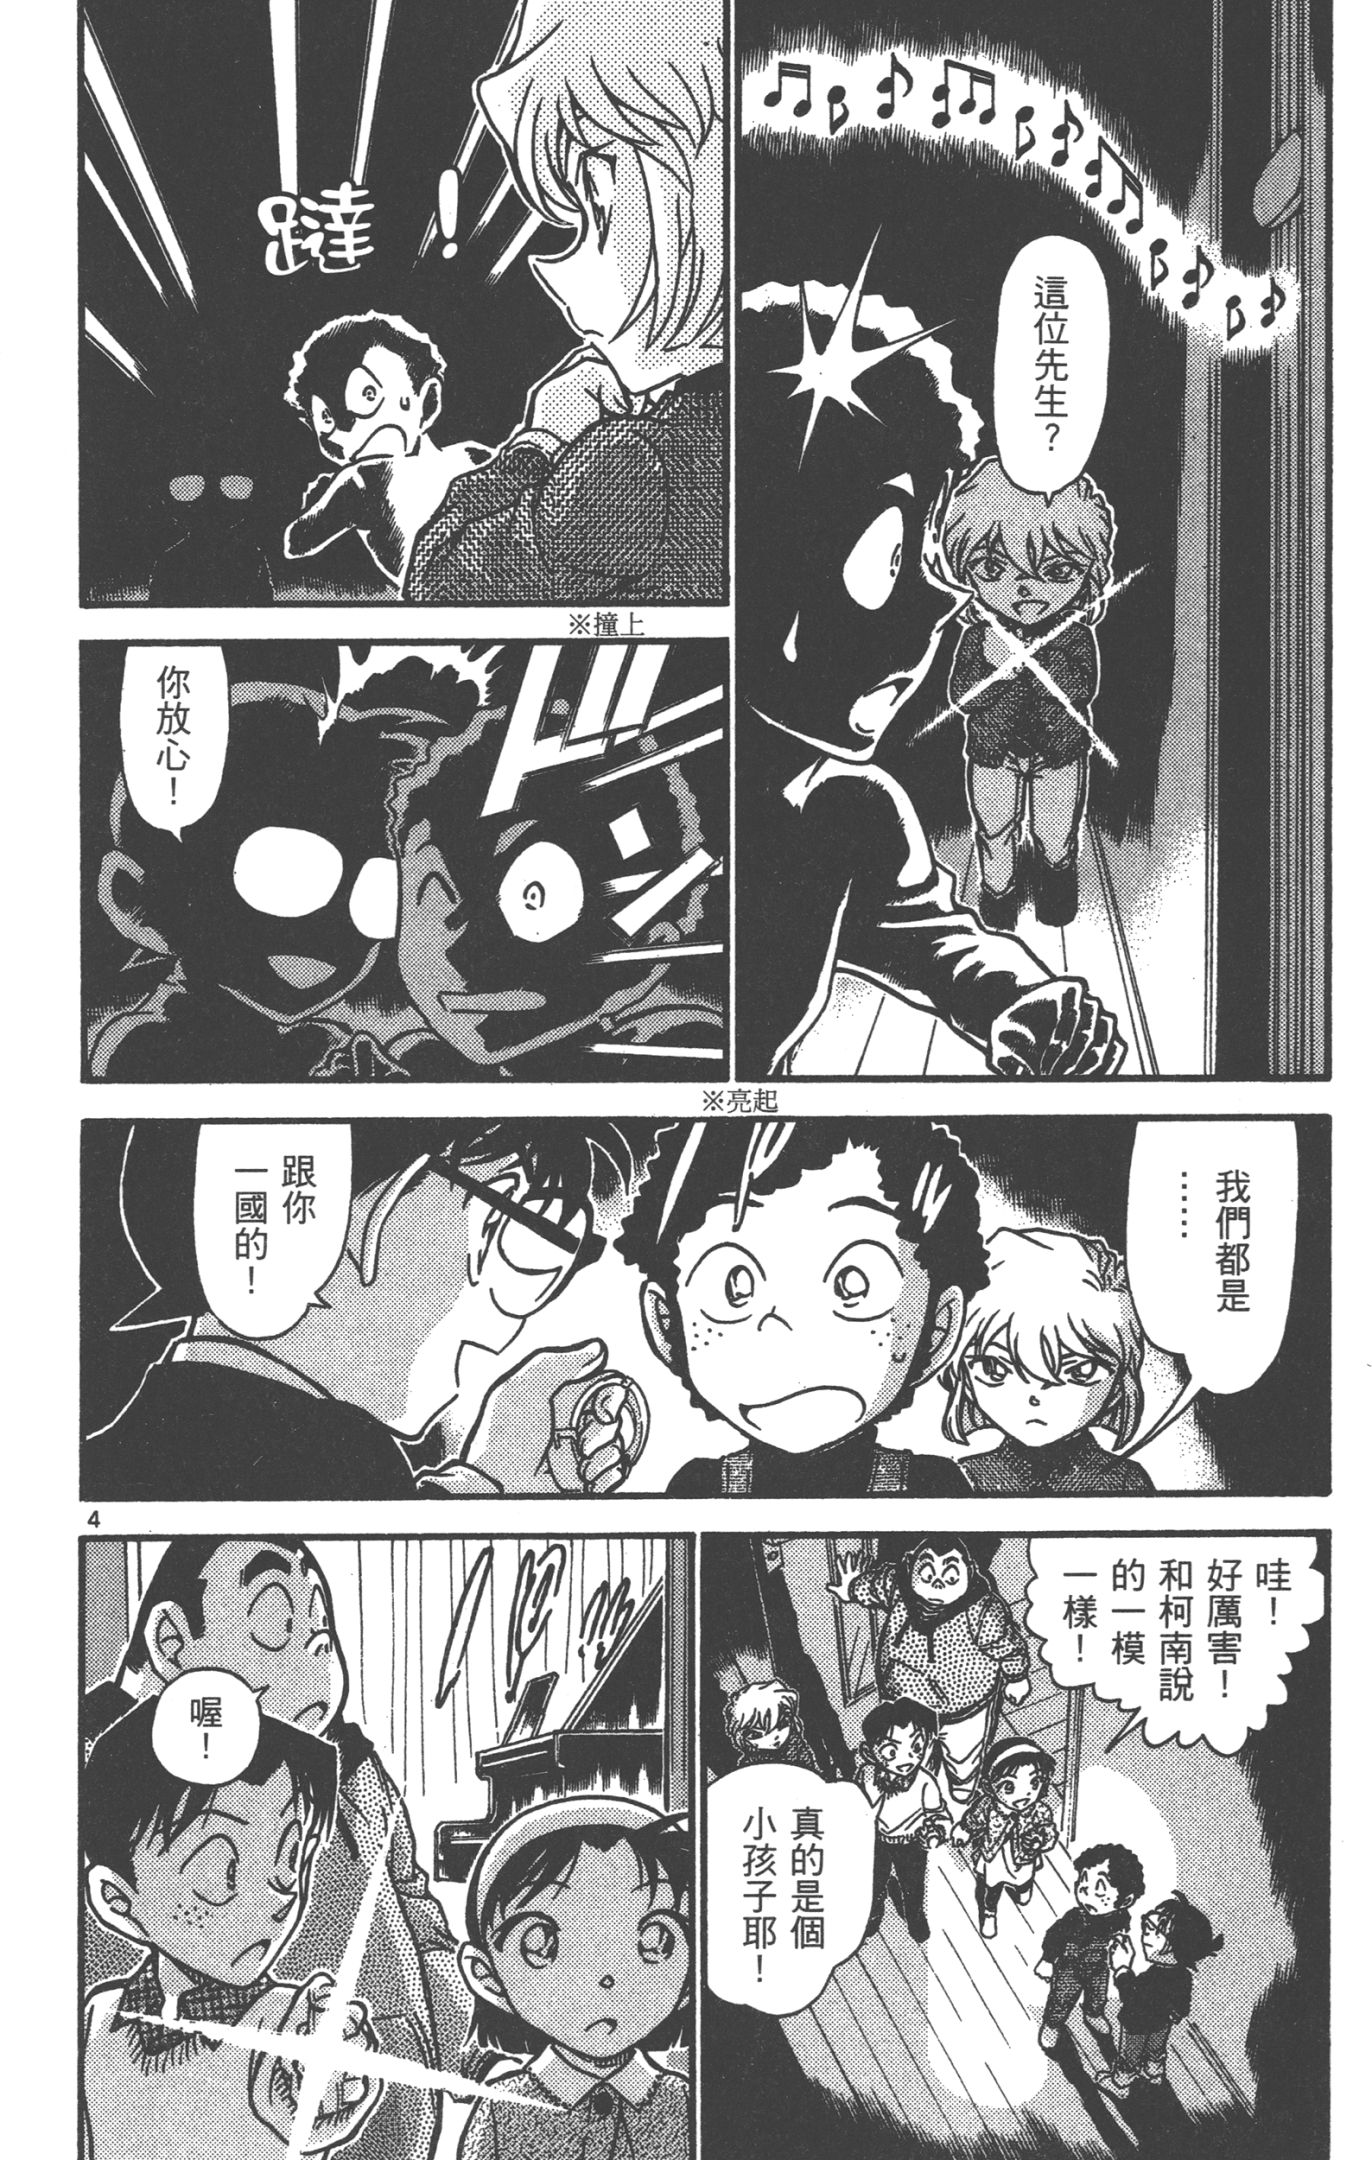 這位先生?
躂
※撞上
你放心!
※亮起
我們都是
……
跟你
一國的!
4
哇!
好厲害!
和柯南說
的一模
一樣!
真的是個
小孩子耶!
喔!